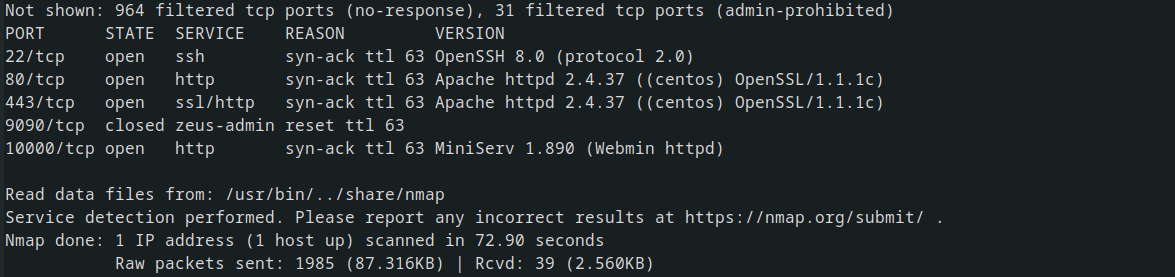 Not shown: 964 filtered tcp ports (no-response), 31 filtered tcp ports (admin-prohibited)
PORT      STATE  SERVICE    REASON         VERSION
22/tcp    open   ssh        syn-ack ttl 63 OpenSSH 8.0 (protocol 2.0)
80/tcp    open   http       syn-ack ttl 63 Apache httpd 2.4.37 ((centos) OpenSSL/1.1.1c)
443/tcp   open   ssl/http   syn-ack ttl 63 Apache httpd 2.4.37 ((centos) OpenSSL/1.1.1c)
9090/tcp  closed zeus-admin reset ttl 63
10000/tcp open   http       syn-ack ttl 63 MiniServ 1.890 (Webmin httpd)
Read data files from: /usr/bin/../share/nmap
Service detection performed. Please report any incorrect results at https://nmap.org/submit/ .
Nmap done: 1 IP address (1 host up) scanned in 72.90 seconds
           Raw packets sent: 1985 (87.316KB) | Rcvd: 39 (2.560KB)